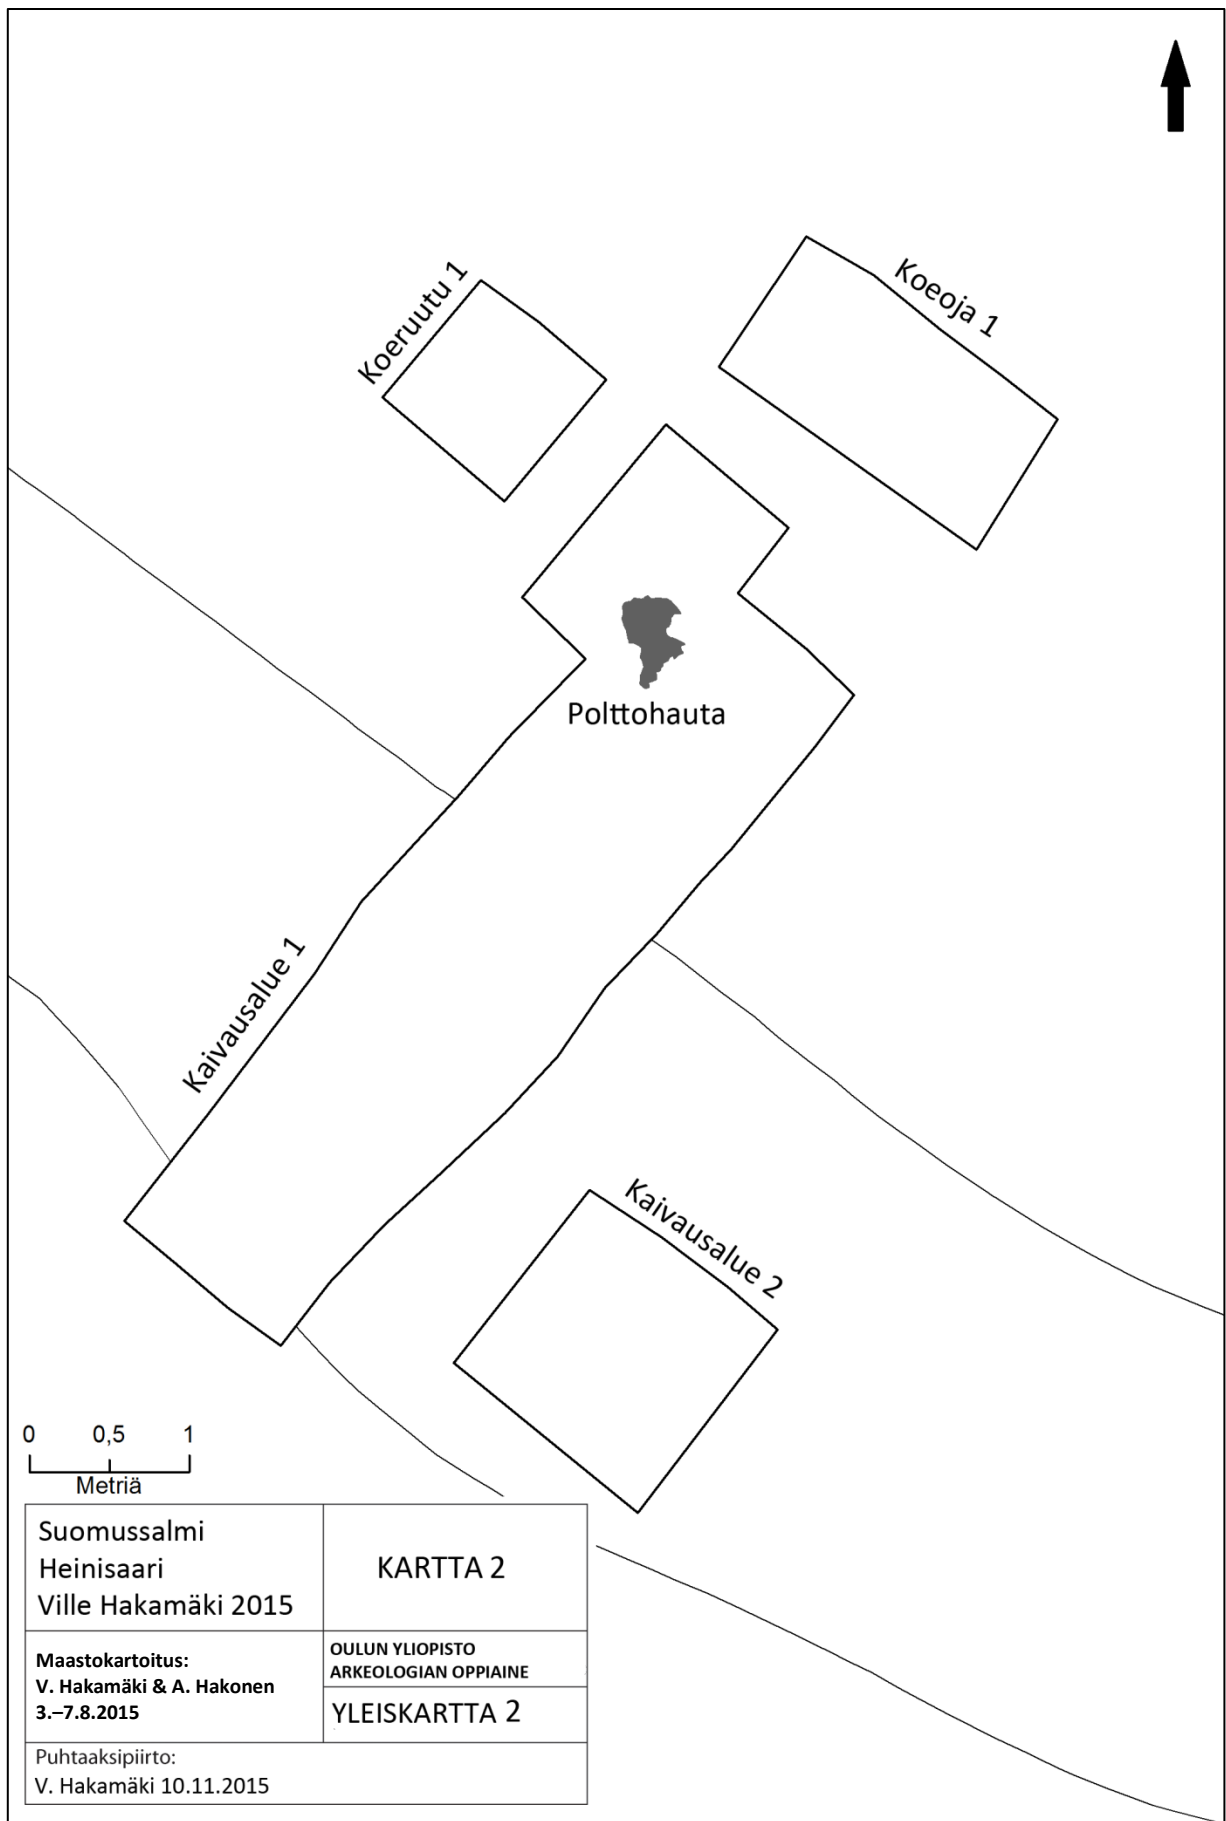 Koeruutu 1
Koeoja 1
Polttohauta
Kaivausalue 1
Kaivausalue 2
0 0,5 1
Metriä
Suomussalmi
Heinisaari
Ville Hakamäki 2015
KARTTA 2
Maastokartoitus:
V. Hakamäki & A. Hakonen
3.–7.8.2015
OULUN YLIOPISTO
ARKEOLOGIAN OPPIAINE
YLEISKARTTA 2
Puhtaaksipiirto:
V. Hakamäki 10.11.2015